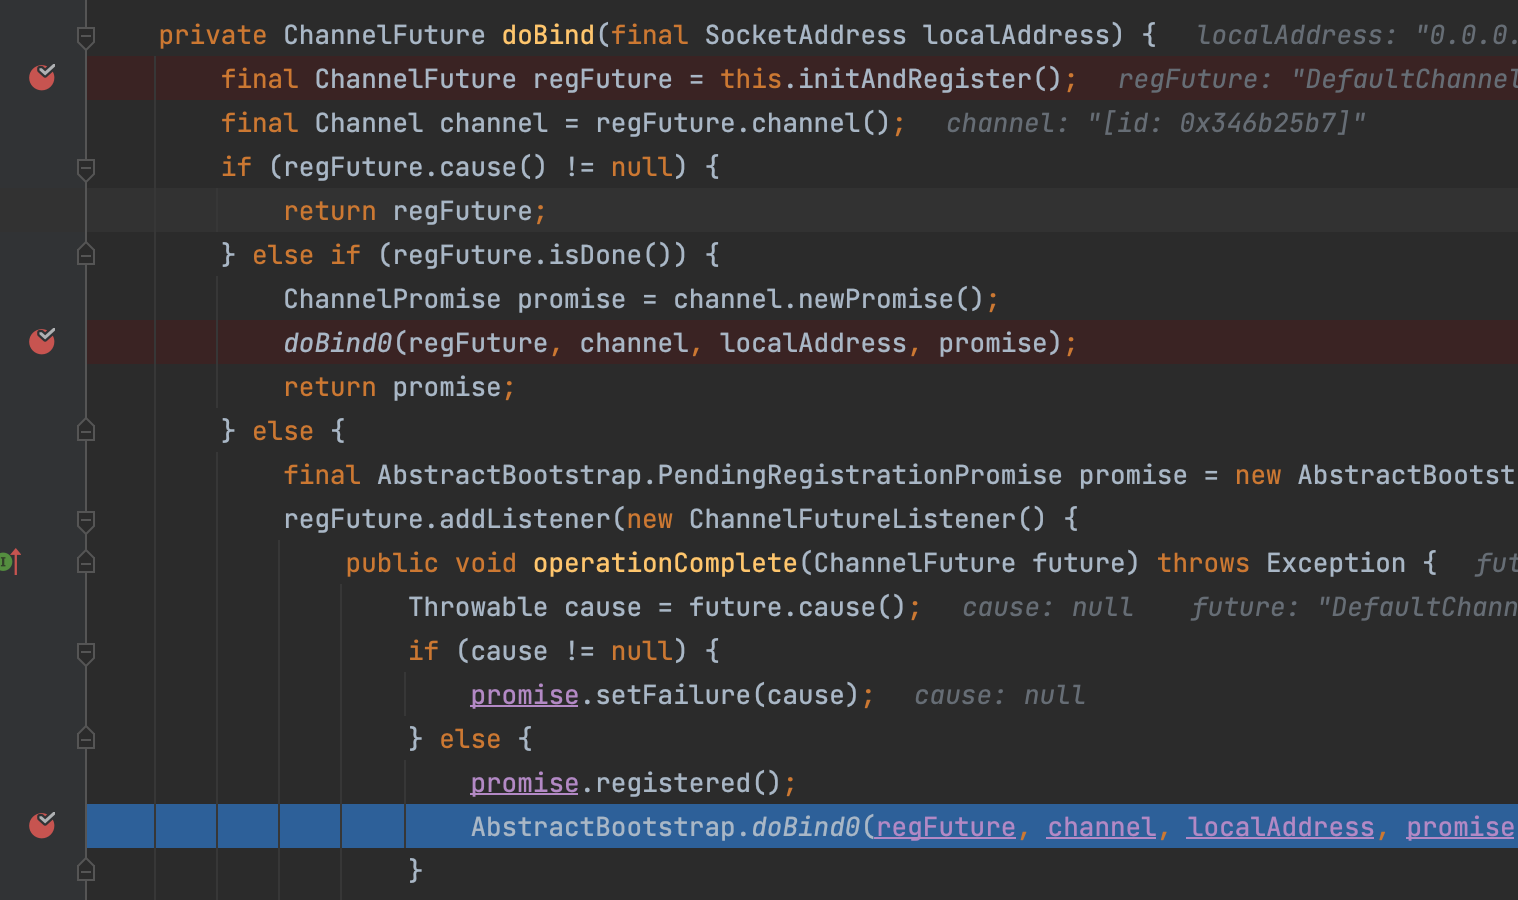 private ChannelFuture doBind(final SocketAddress localAddress) {   localAddress: "0.0.0.
final ChannelFuture regFuture = this.initAndRegister();   regFuture: "DefaultChannel
final Channel channel = regFuture.channel();   channel: "[id: 0x346b25b7]"
if (regFuture.cause() != null) {
return regFuture;
} else if (regFuture.isDone()) {
ChannelPromise promise = channel.newPromise();
doBind0(regFuture, channel, localAddress, promise);
return promise;
} else {
final AbstractBootstrap.PendingRegistrationPromise promise = new AbstractBootst
regFuture.addListener(new ChannelFutureListener() {
public void operationComplete(ChannelFuture future) throws Exception {   fut
Throwable cause = future.cause();   cause: null   future: "DefaultChann
if (cause != null) {
promise.setFailure(cause);   cause: null
} else {
promise.registered();
AbstractBootstrap.doBind0(regFuture, channel, localAddress, promise
}